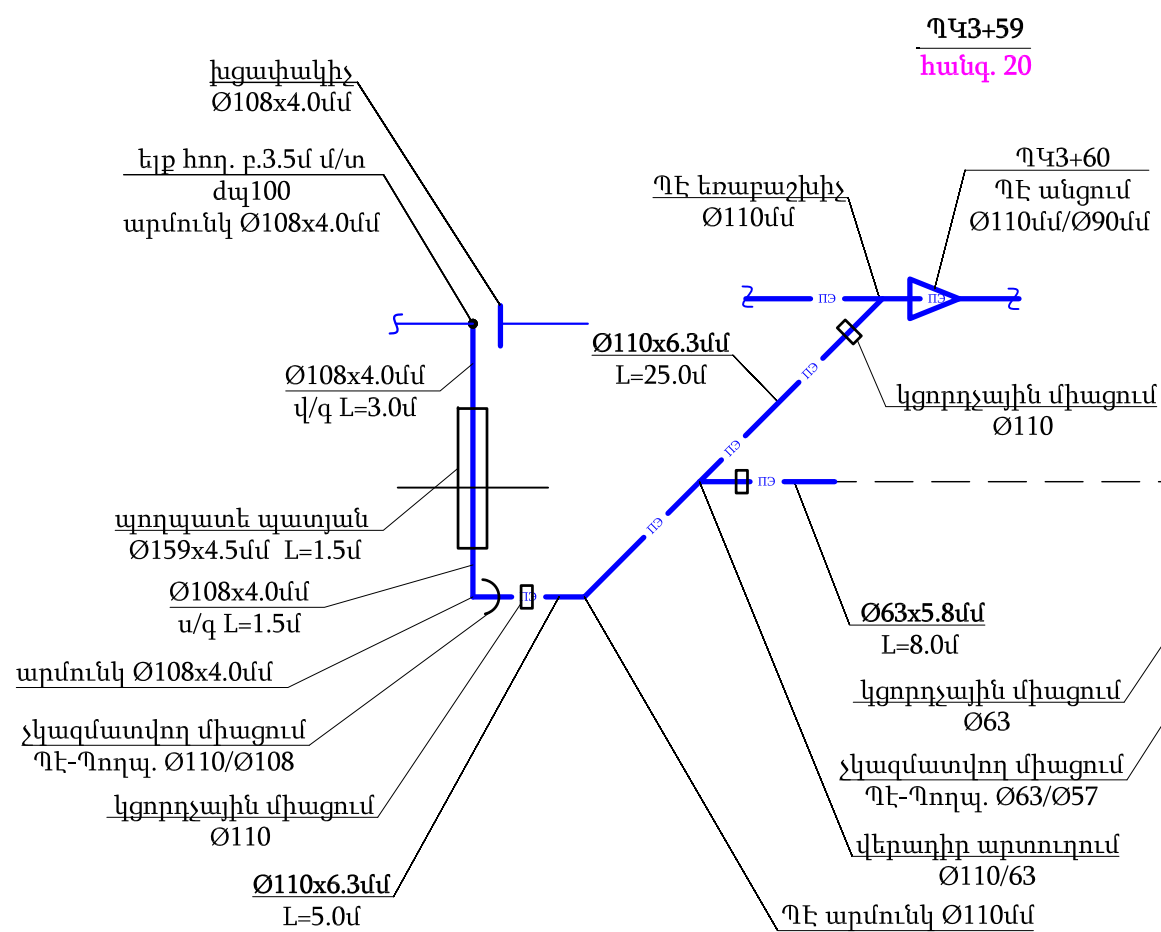 ՊԿ3+59
հանգ. 20
խցափակիչ
Ø108x4.0մմ
ելք հող. բ.3.5մ մ/տ
ժպ100
արմունկ Ø108x4.0մմ
ՊԷ եռաբաշխիչ
Ø110մմ
ՊԿ3+60
ՊԷ անցում
Ø110մմ/Ø90մմ
ПЭ
ПЭ
Ø110x6.3մմ
L=25.0մ
ПЭ
Ø108x4.0մմ
վ/գ L=3.0մ
կցորդչային միացում
Ø110
ПЭ
ПЭ
ПЭ
պողպատե պատյան
Ø159x4.5մմ L=1.5մ
Ø108x4.0մմ
ս/գ L=1.5մ
ПЭ
Ø63x5.8մմ
L=8.0մ
արմունկ Ø108x4.0մմ
կցորդչային միացում
Ø63
չկազմատվող միացում
Պէ-Պողպ. Ø110/Ø108
չկազմատվող միացում
Պէ-Պողպ. Ø63/Ø57
կցորդչային միացում
Ø110
վերադիր արտուղում
Ø110/63
Ø110x6.3մմ
L=5.0մ
ՊԷ արմունկ Ø110մմ